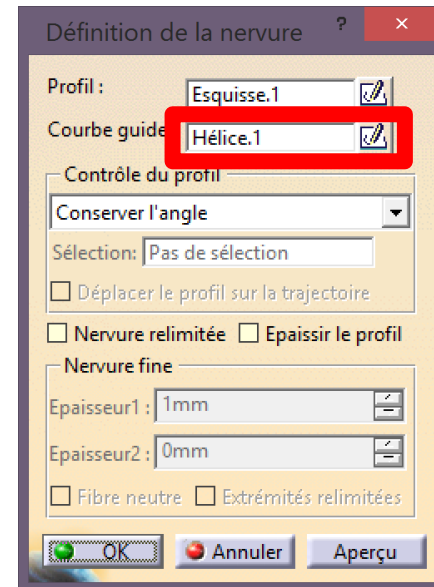 Définition de la nervure ? ×
Profil : Esquisse.1
Courbe guide Hélice.1
Contrôle du profil
Conserver l'angle
Sélection: Pas de sélection
Déplacer le profil sur la trajectoire
Nervure relimitée Epaissir le profil
Nervure fine
Epaisseur1 : 1mm
Epaisseur2 : 0mm
Fibre neutre Extrémités relimitées
OK Annuler Aperçu